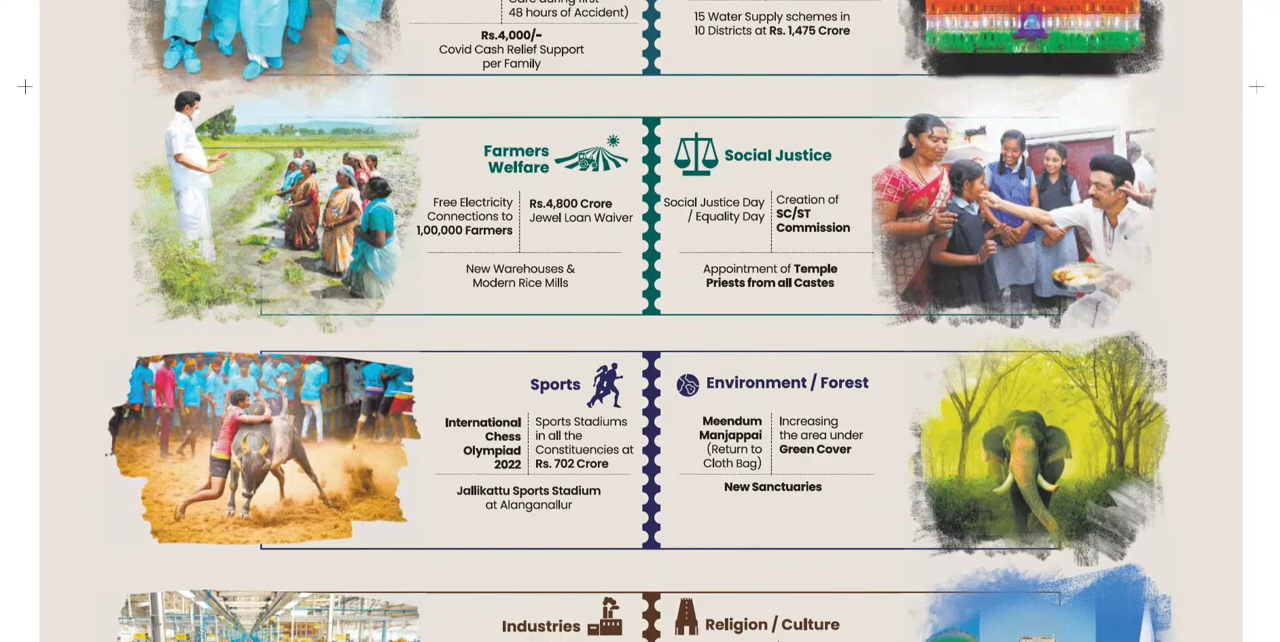 Care during first
48 hours of Accident)
Rs.4,000/-
Covid Cash Relief Support
per Family
15 Water Supply schemes in
10 Districts at Rs. 1,475 Crore
Farmers
Welfare
Free Electricity
Connections to
1,00,000 Farmers
Rs.4,800 Crore
Jewel Loan Waiver
New Warehouses &
Modern Rice Mills
Social Justice
Social Justice Day
/ Equality Day
Creation of
SC/ST
Commission
Appointment of Temple
Priests from all Castes
Sports
International
Chess
Olympiad
2022
Sports Stadiums
in all the
Constituencies at
Rs. 702 Crore
Jallikattu Sports Stadium
at Alanganallur
Environment / Forest
Meendum
Manjappai
(Return to
Cloth Bag)
Increasing
the area under
Green Cover
New Sanctuaries
Industries
Religion / Culture